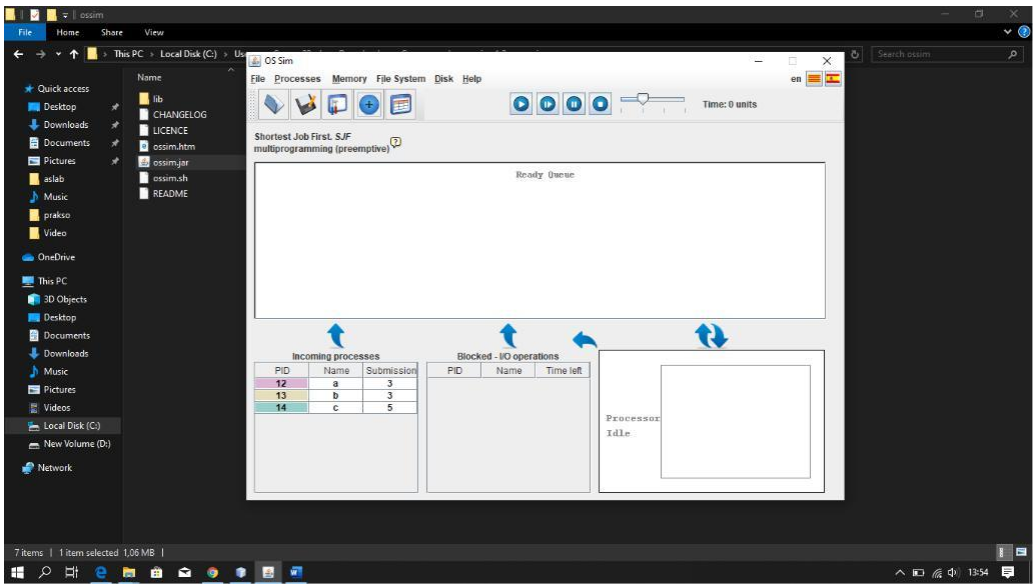 ossim
File Home Share View
This PC > Local Disk (C:) >
Search ossim
Quick access
Desktop
Downloads
Documents
Pictures
aslab
Music
prakso
Video
OneDrive
This PC
3D Objects
Desktop
Documents
Downloads
Music
Pictures
Videos
Local Disk (C:)
New Volume (D:)
Network
Name
lib
CHANGELOG
LICENCE
ossim.htm
ossim.jar
ossim.sh
README
OS Sim
File Processes Memory File System Disk Help
en
Time: 0 units
Shortest Job First. SJF
multiprogramming (preemptive)
Ready Queue
Incoming processes
PID Name Submission
12 a 3
13 b 3
14 c 5
Blocked - I/O operations
PID Name Time left
Processor
Idle
7 items 1 item selected 1,06 MB
13:54